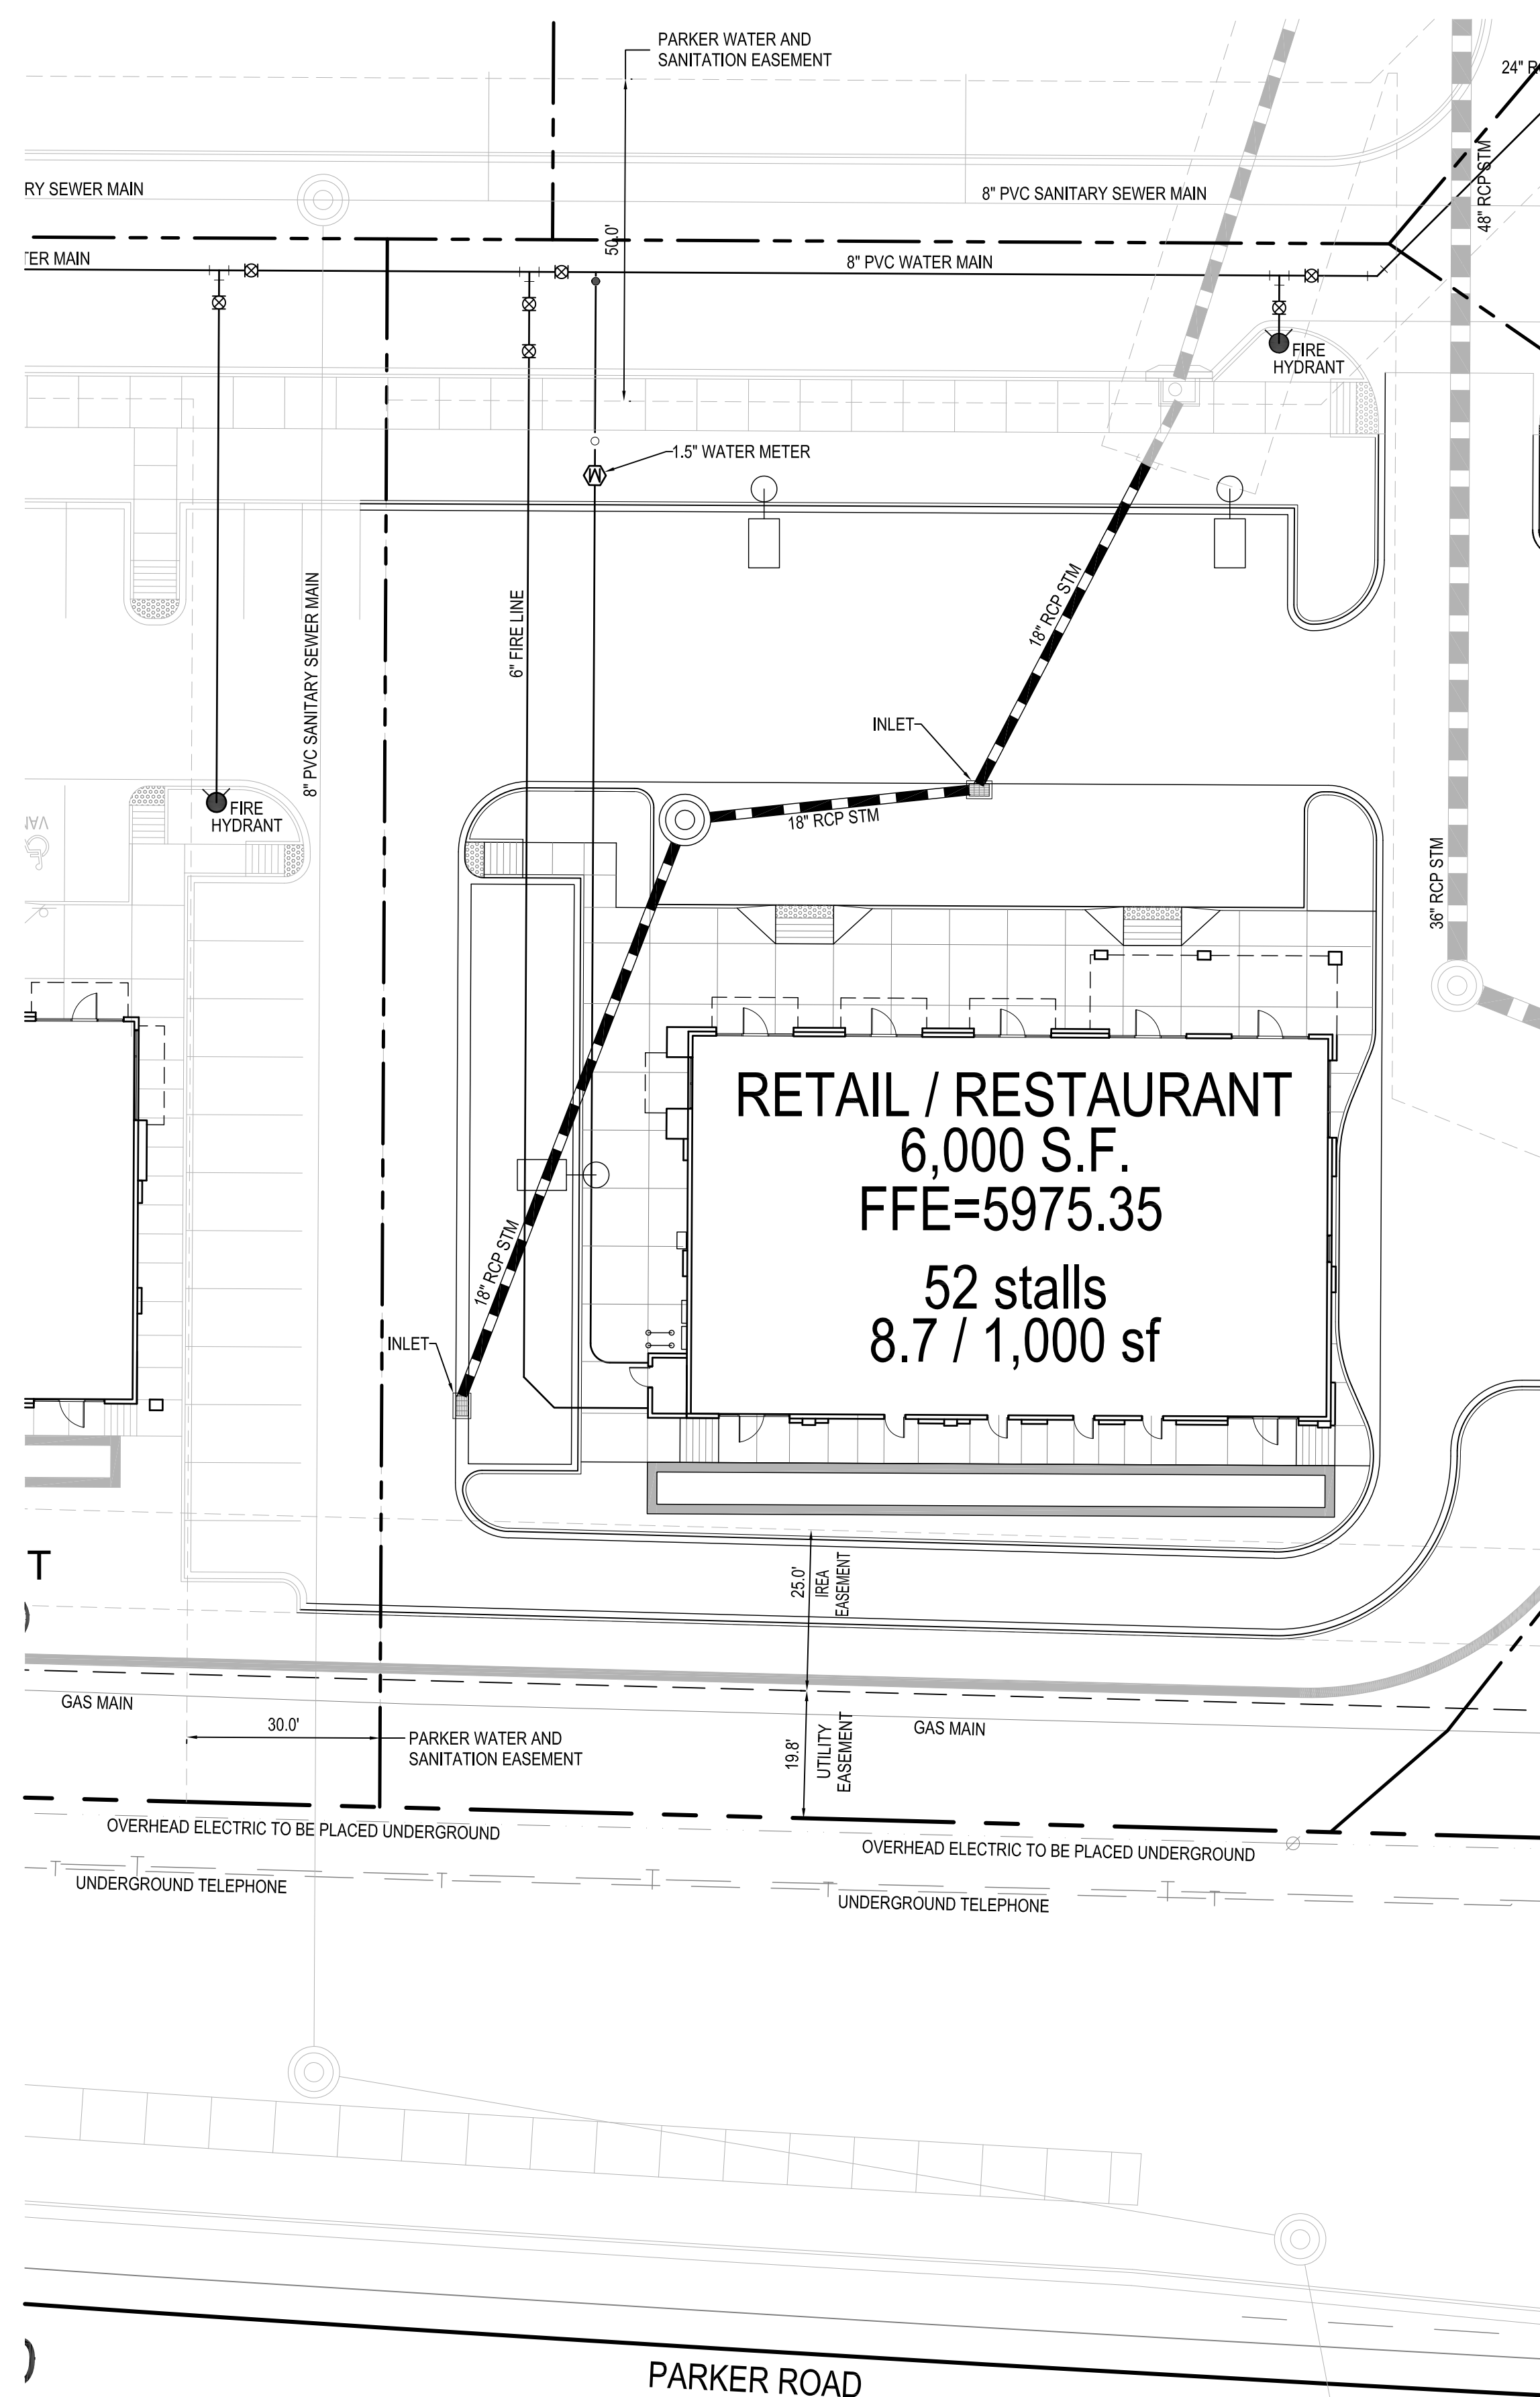 PARKER WATER AND
SANITATION EASEMENT
24" R
RY SEWER MAIN
8" PVC SANITARY SEWER MAIN
48" RCP STM
50.0'
TER MAIN
8" PVC WATER MAIN
FIRE
HYDRANT
1.5" WATER METER
18" RCP STM
8" PVC SANITARY SEWER MAIN
6" FIRE LINE
INLET
FIRE
HYDRANT
18" RCP STM
VAN
36" RCP STM
RETAIL / RESTAURANT
6,000 S.F.
FFE=5975.35
52 stalls
8.7 / 1,000 sf
18" RCP STM
INLET
T
25.0'
IREA
EASEMENT
GAS MAIN
30.0'
PARKER WATER AND
SANITATION EASEMENT
19.8'
UTILITY
EASEMENT
GAS MAIN
OVERHEAD ELECTRIC TO BE PLACED UNDERGROUND
OVERHEAD ELECTRIC TO BE PLACED UNDERGROUND
UNDERGROUND TELEPHONE
UNDERGROUND TELEPHONE
PARKER ROAD